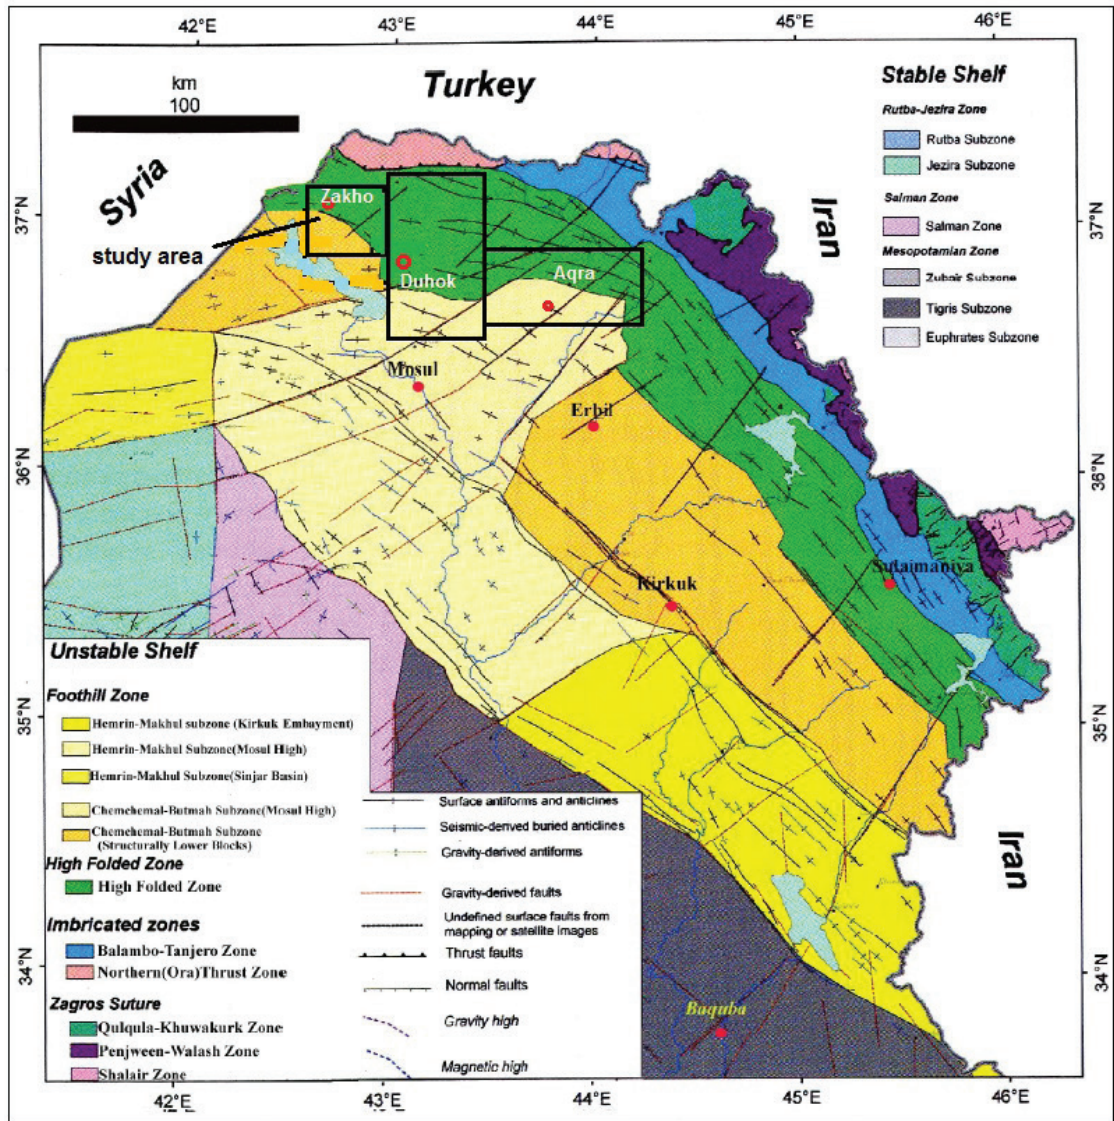 42°E 43°E 44°E 45°E 46°E
km
100
Turkey
Syria
Iran
study area
Zakho
Duhok
Aqra
Mosul
Erbil
Kirkuk
Sulaimaniya
Iran
Baquba
37°N
36°N
35°N
34°N
37°N
36°N
35°N
34°N
Stable Shelf
Rutba-Jezira Zone
Rutba Subzone
Jezira Subzone
Salman Zone
Salman Zone
Mesopotamian Zone
Zubair Subzone
Tigris Subzone
Euphrates Subzone
Unstable Shelf
Foothill Zone
Hemrin-Makhul subzone (Kirkuk Embayment)
Hemrin-Makhul Subzone(Mosul High)
Hemrin-Makhul Subzone(Sinjar Basin)
Chemehemal-Butmah Subzone(Mosul High)
Chemehemal-Butmah Subzone
(Structurally Lower Blocks)
High Folded Zone
High Folded Zone
Imbricated zones
Balambo-Tanjero Zone
Northern(Ora)Thrust Zone
Zagros Suture
Qulqula-Khuwakurk Zone
Penjween-Walash Zone
Shalair Zone
Surface antiforms and anticlines
Seismic-derived buried anticlines
Gravity-derived antiforms
Gravity-derived faults
Undefined surface faults from
mapping or satellite images
Thrust faults
Normal faults
Gravity high
Magnetic high
42°E 43°E 44°E 45°E 46°E